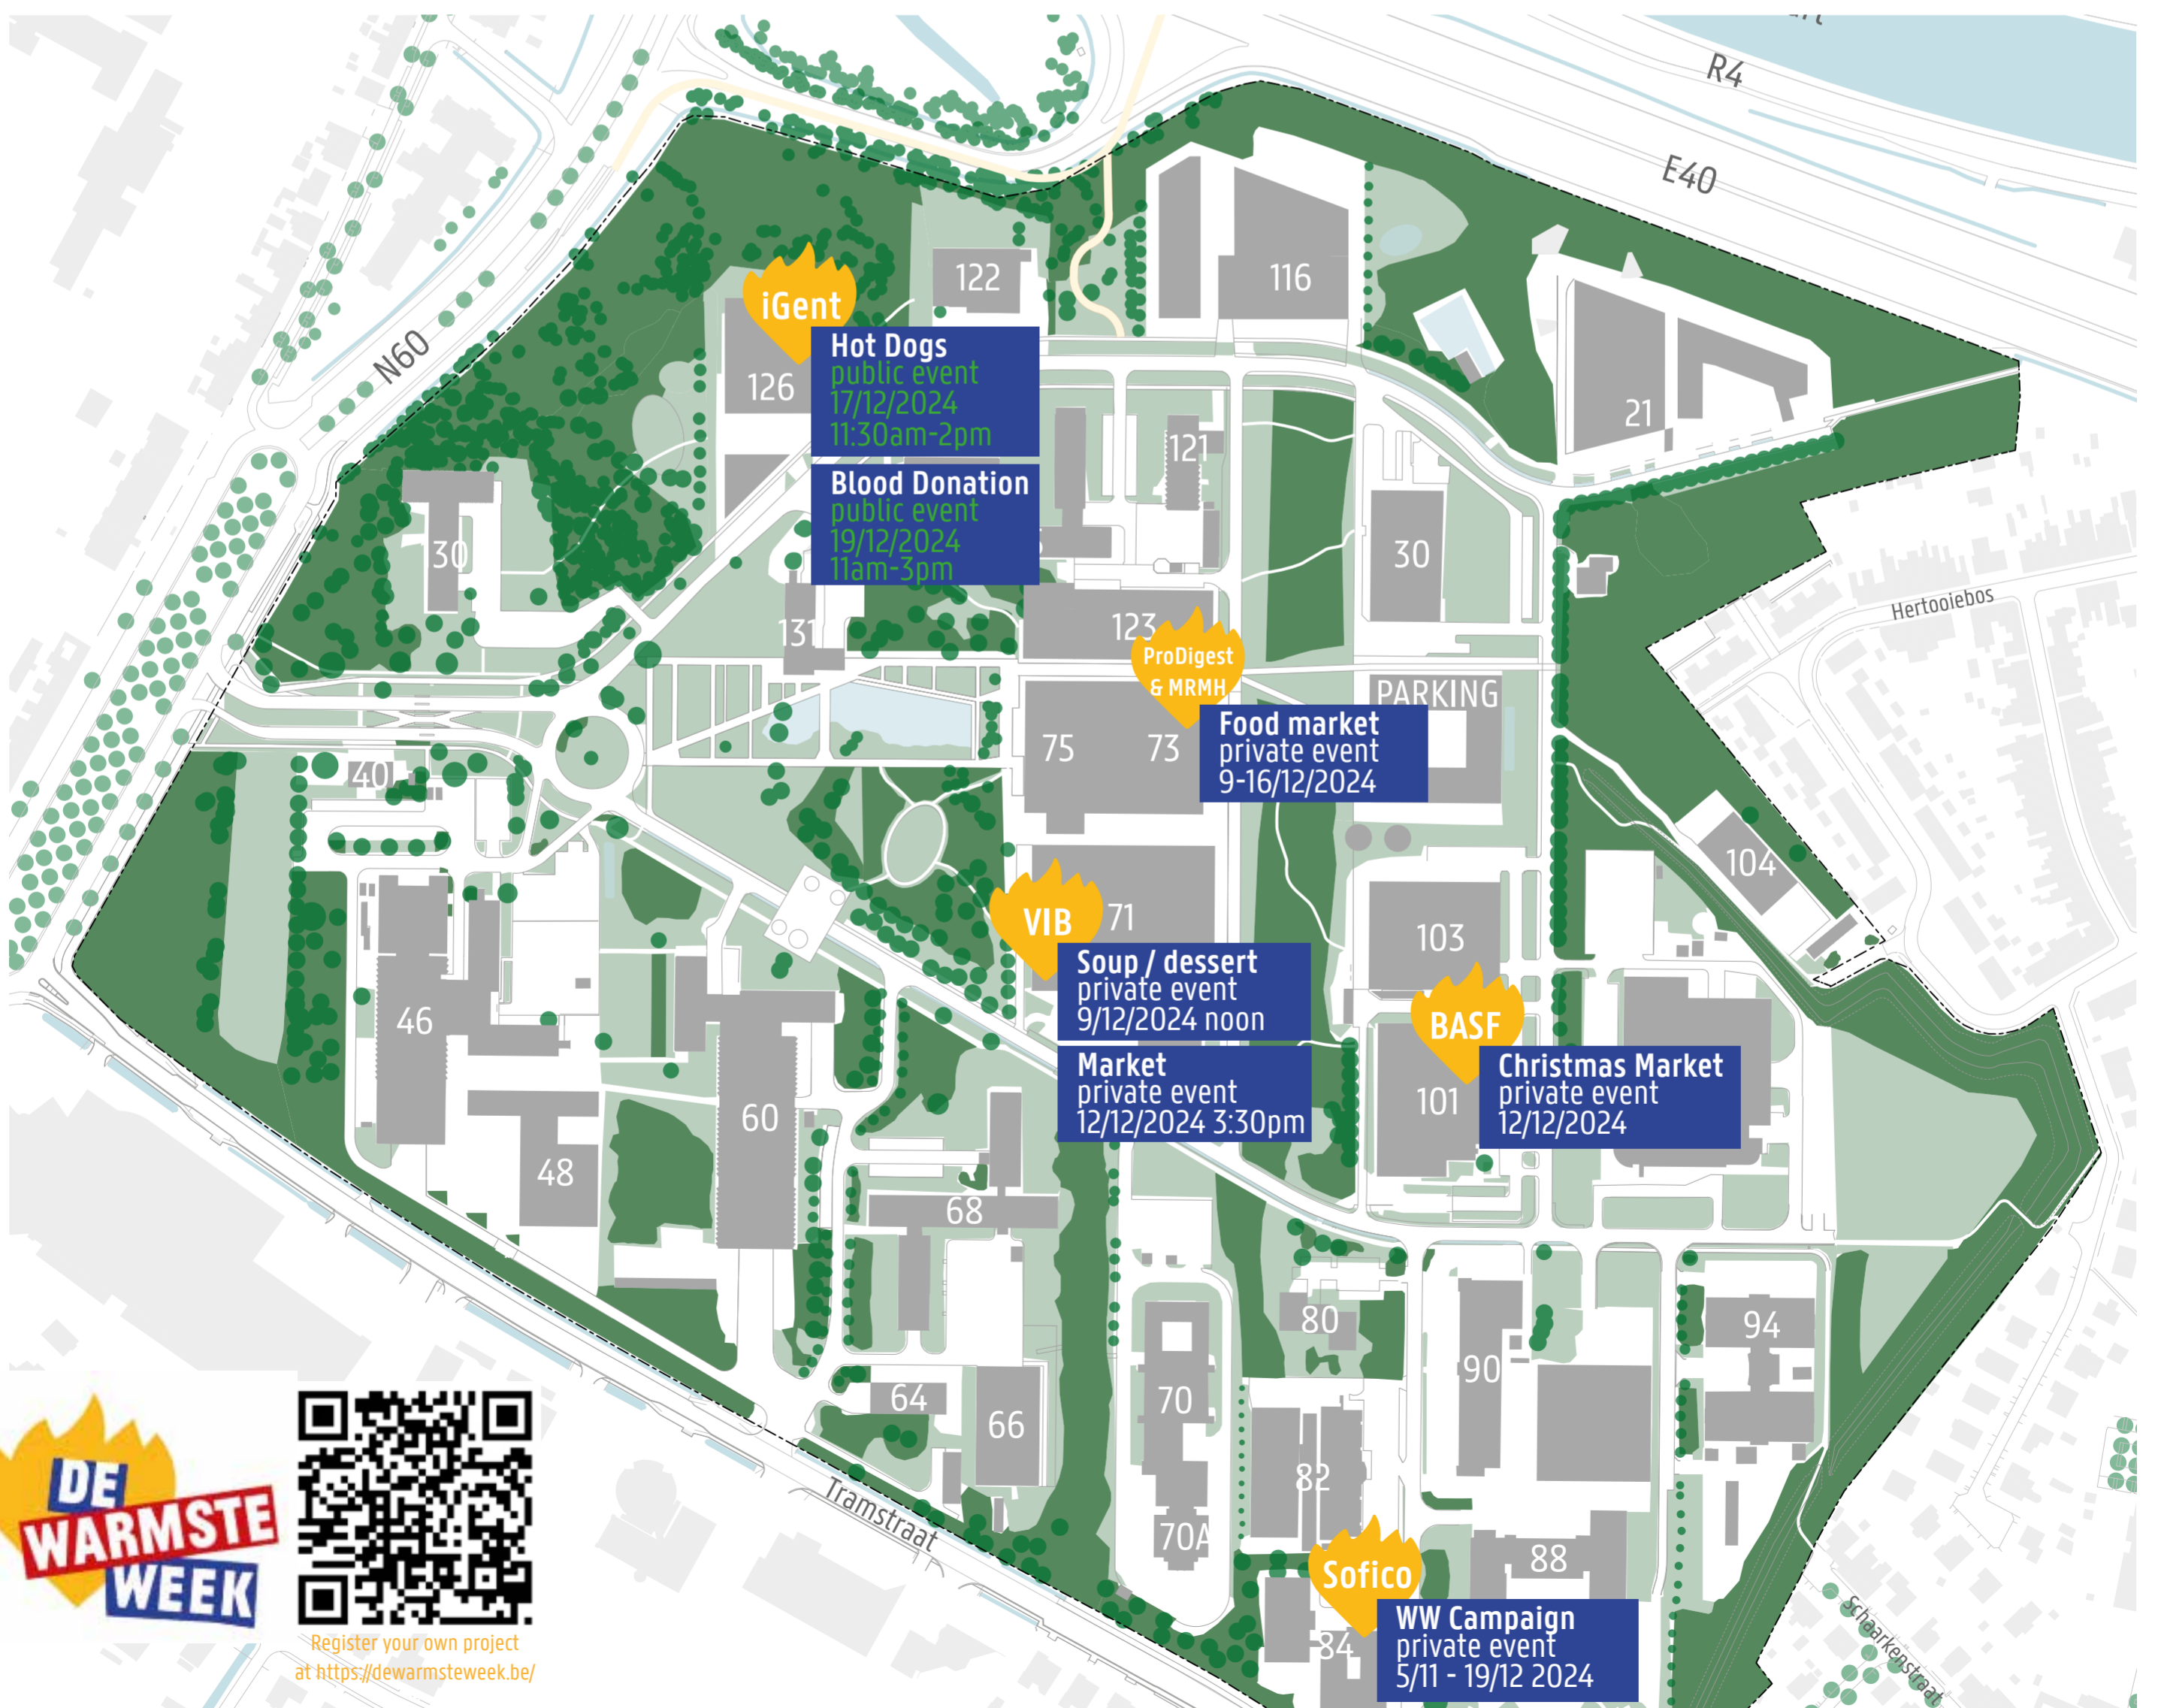 R4
E40
N60
122
116
iGent
126
Hot Dogs
public event
17/12/2024
11:30am-2pm
21
121
Blood Donation
public event
19/12/2024
11am-3pm
30
30
Hertooiebos
131
123
ProDigest
& MRMH
PARKING
Food market
private event
9-16/12/2024
75
73
40
104
VIB
71
103
Soup / dessert
private event
9/12/2024 noon
46
BASF
Market
private event
12/12/2024 3:30pm
101
Christmas Market
private event
12/12/2024
60
48
68
80
94
90
64
66
70
82
70A
Tramstraat
88
Sofico
84
WW Campaign
private event
5/11 - 19/12 2024
Schaarkenstraat
DE
WARMSTE
WEEK
Register your own project
at https://dewarmsteweek.be/